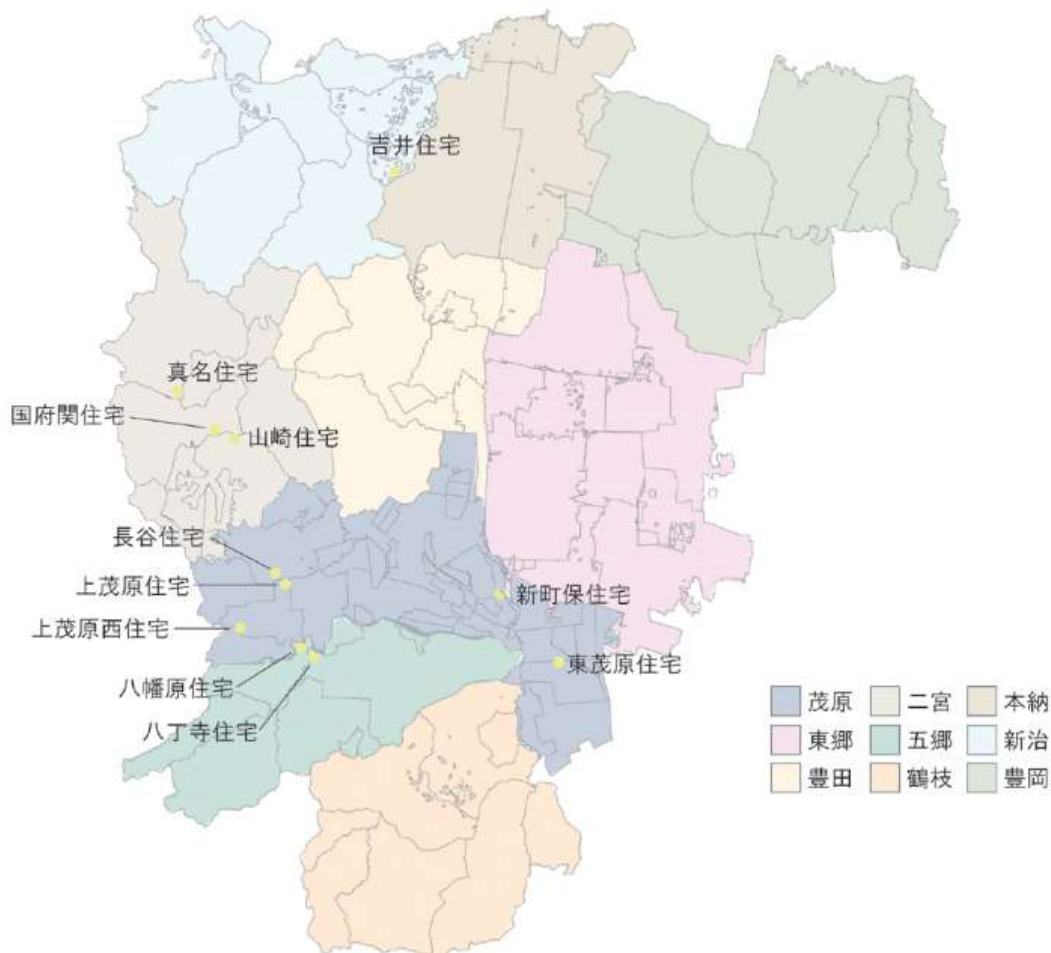 吉井住宅
真名住宅
国府関住宅
山崎住宅
長谷住宅
上茂原住宅
新町保住宅
上茂原西住宅
東茂原住宅
八幡原住宅
八丁寺住宅
茂原 二宮 本納
東郷 五郷 新治
豊田 鶴枝 豊岡